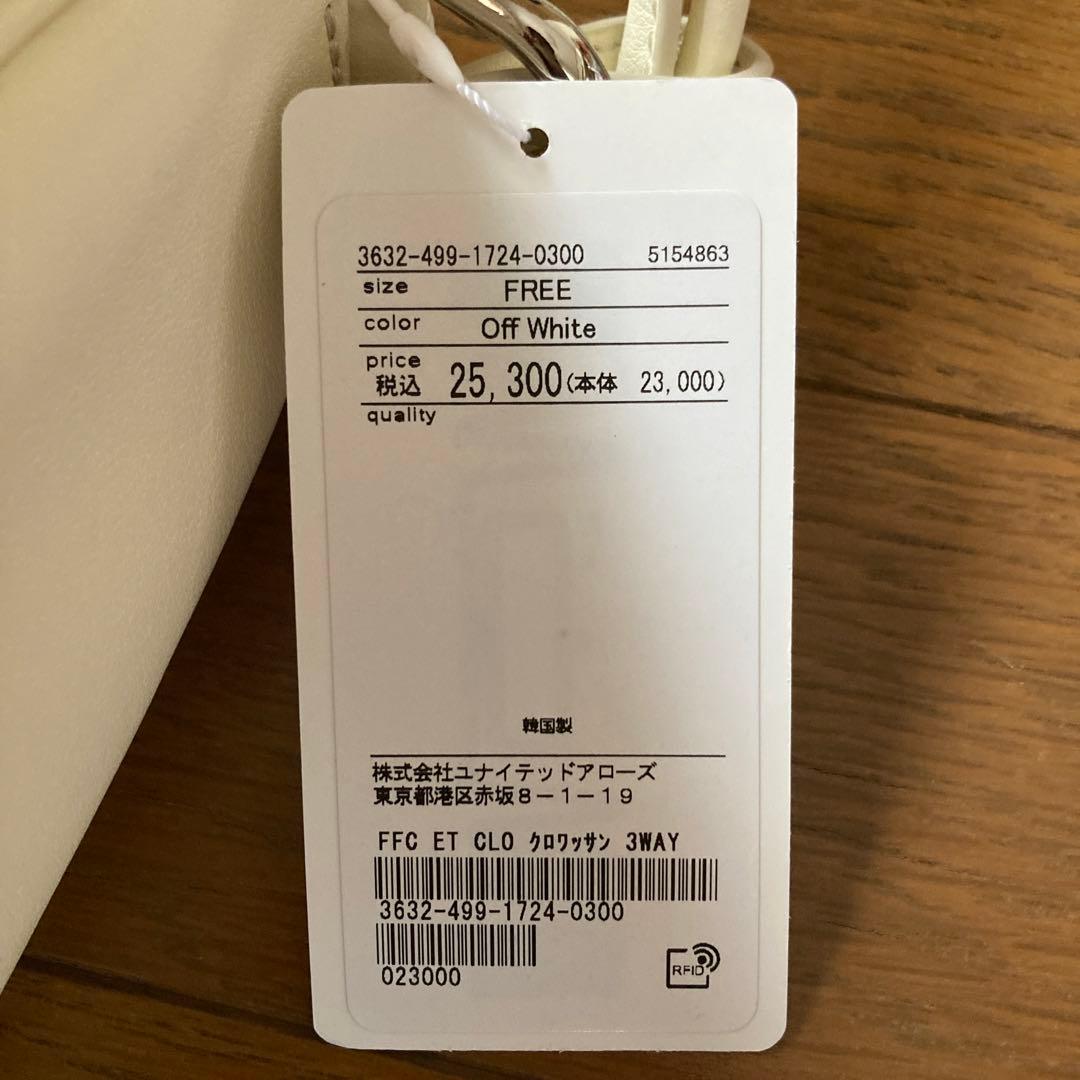 3632-499-1724-0300 5154863
size FREE
color Off White
price
税込 25,300(本体 23,000)
quality
韓国製
株式会社ユナイテッドアローズ
東京都港区赤坂8-1-19
FFC ET CLO クロワッサン 3WAY
3632-499-1724-0300
023000
RFID